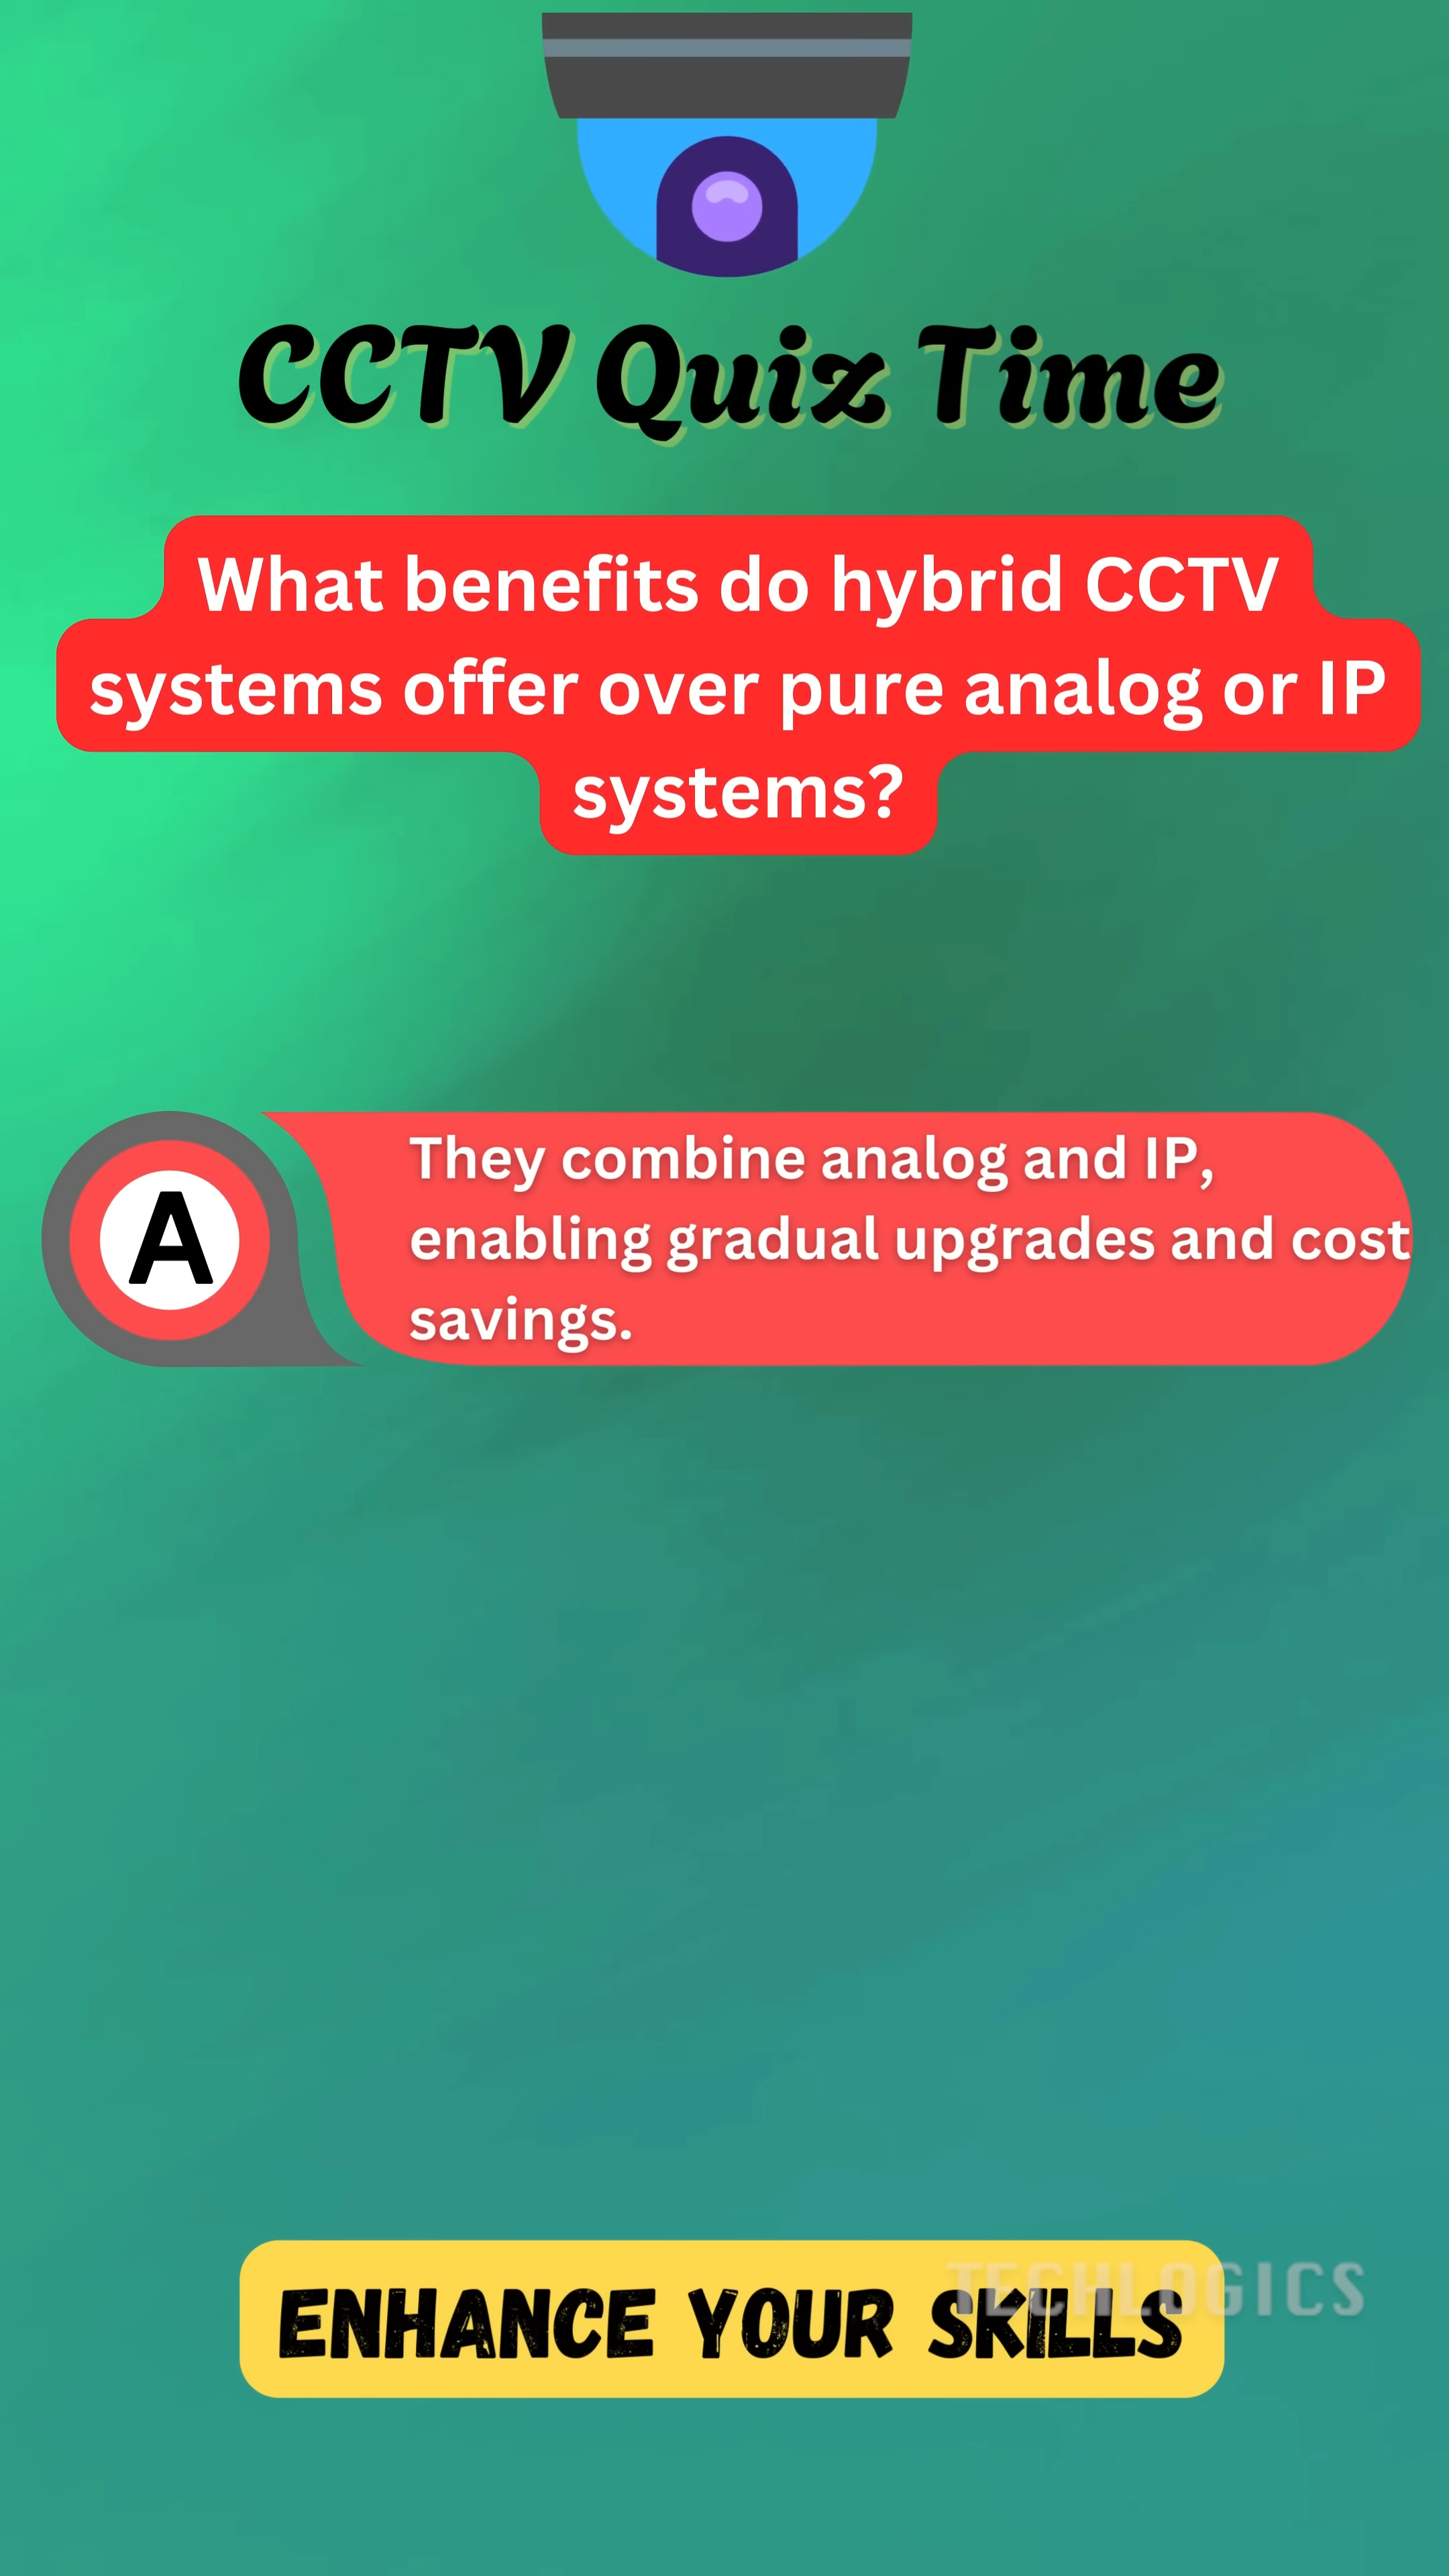 CCTV Quiz Time
What benefits do hybrid CCTV
systems offer over pure analog or IP
systems?
A
They combine analog and IP,
enabling gradual upgrades and cost
savings.
TECHLOGICS
ENHANCE YOUR SKILLS